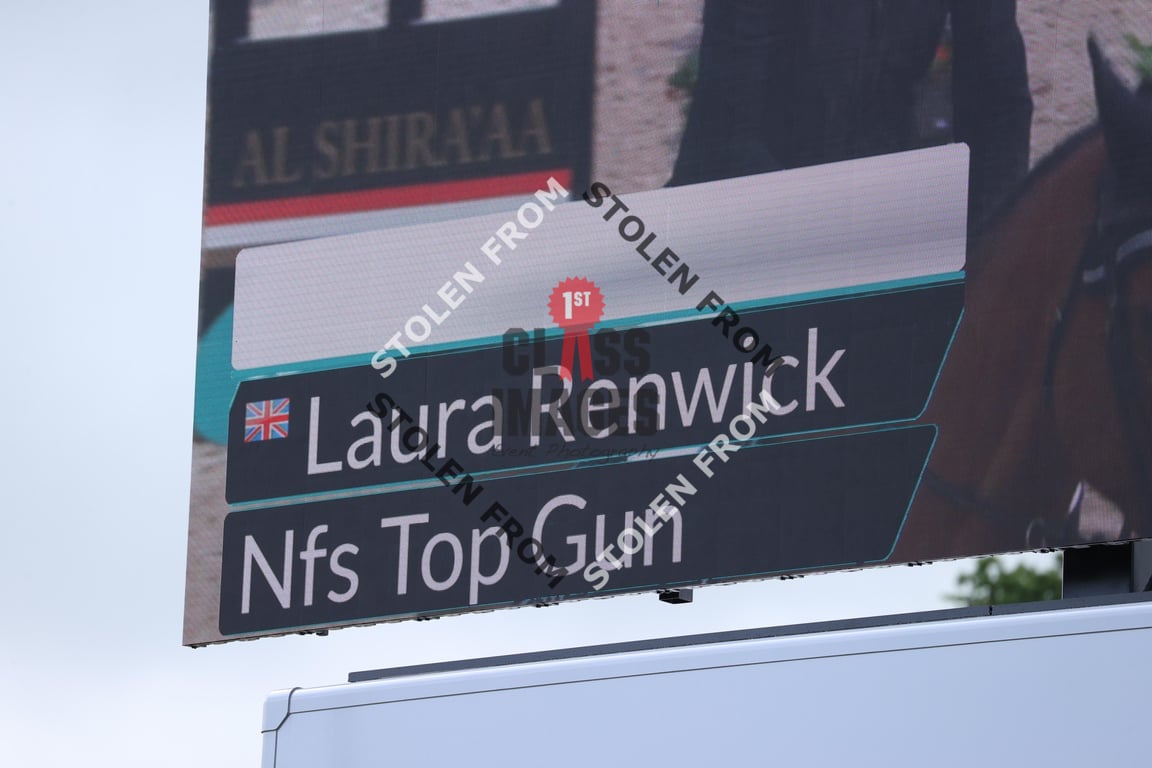 AL SHIRA'AA
STOLEN FROM
STOLEN FROM
1ST
CLASS
IMAGES
Event Photography
Laura Renwick
STOLEN FROM
STOLEN FROM
Nfs Top Gun